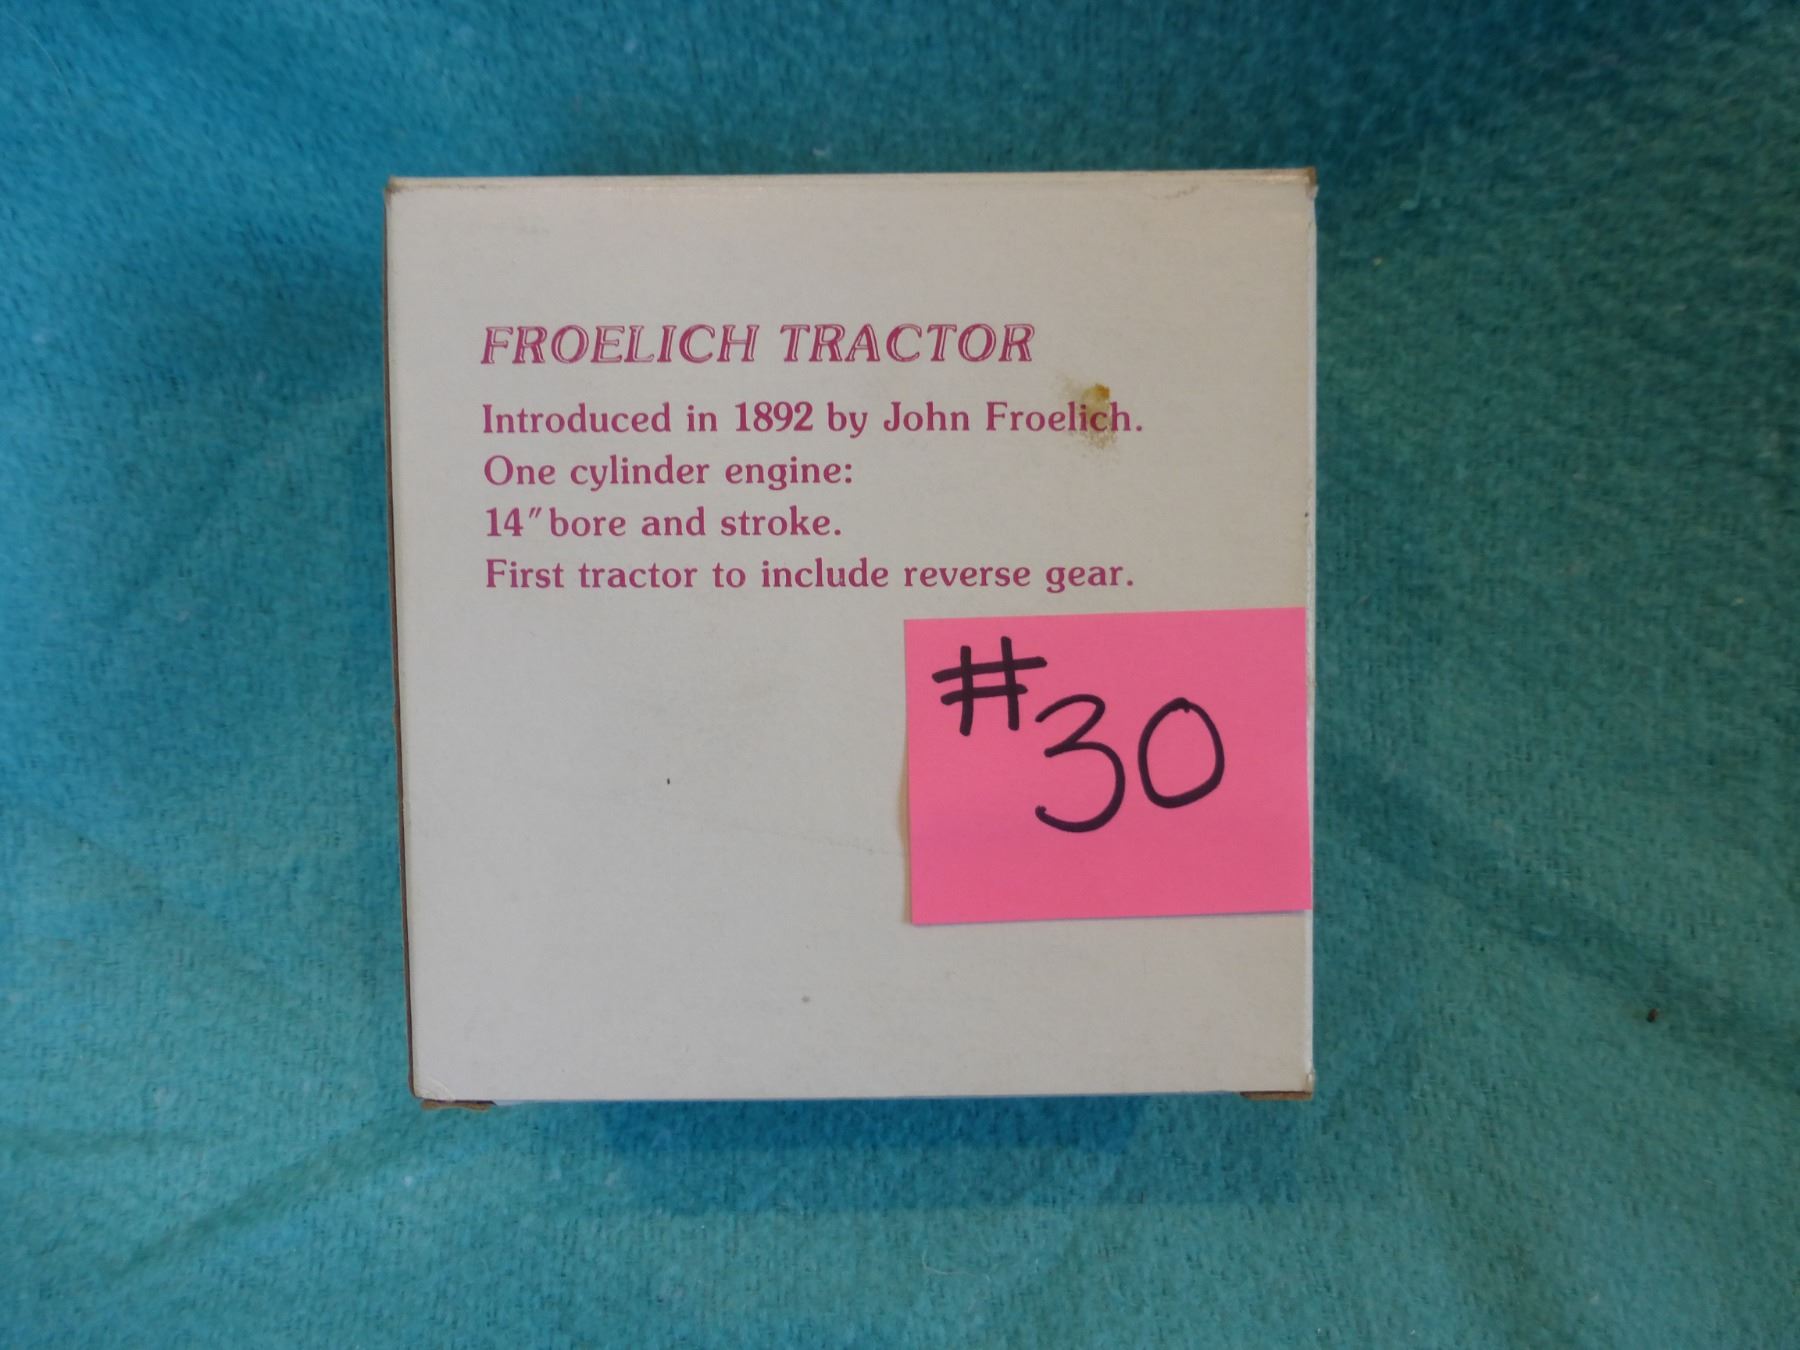 FROELICH TRACTOR
Introduced in 1892 by John Froelich.
One cylinder engine:
14" bore and stroke.
First tractor to include reverse gear.
#30